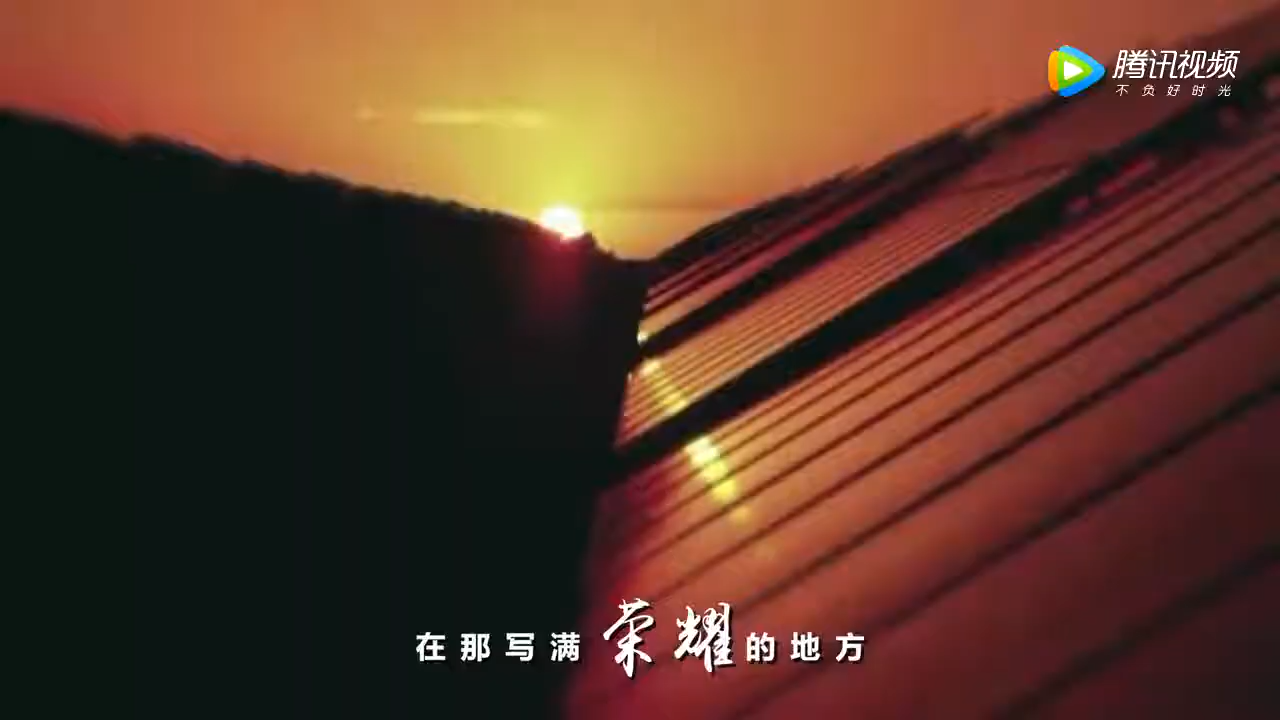 腾讯视频
不负好时光
在那写满荣耀的地方